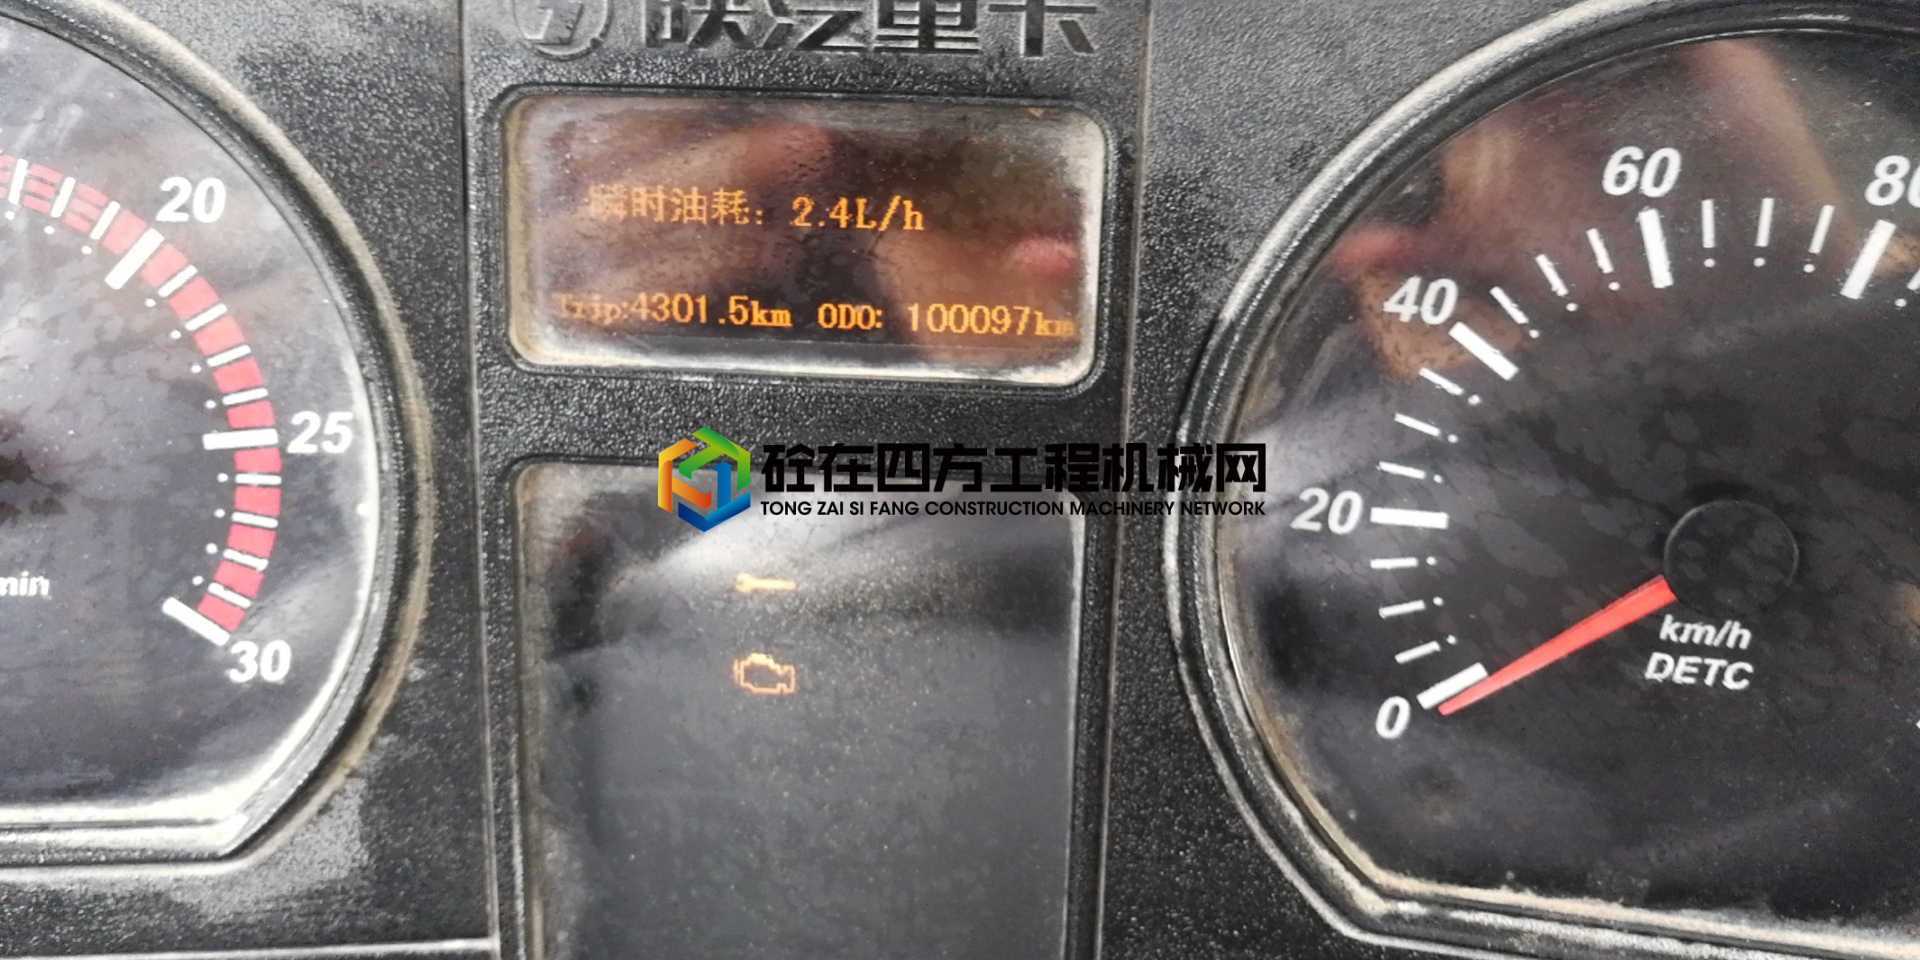 陕汽重卡
瞬时油耗: 2.4L/h
Trip:4301.5km ODO: 100097km
20
25
30
min
砼在四方工程机械网
TONG ZAI SI FANG CONSTRUCTION MACHINERY NETWORK
60
80
40
20
0
km/h
DETC